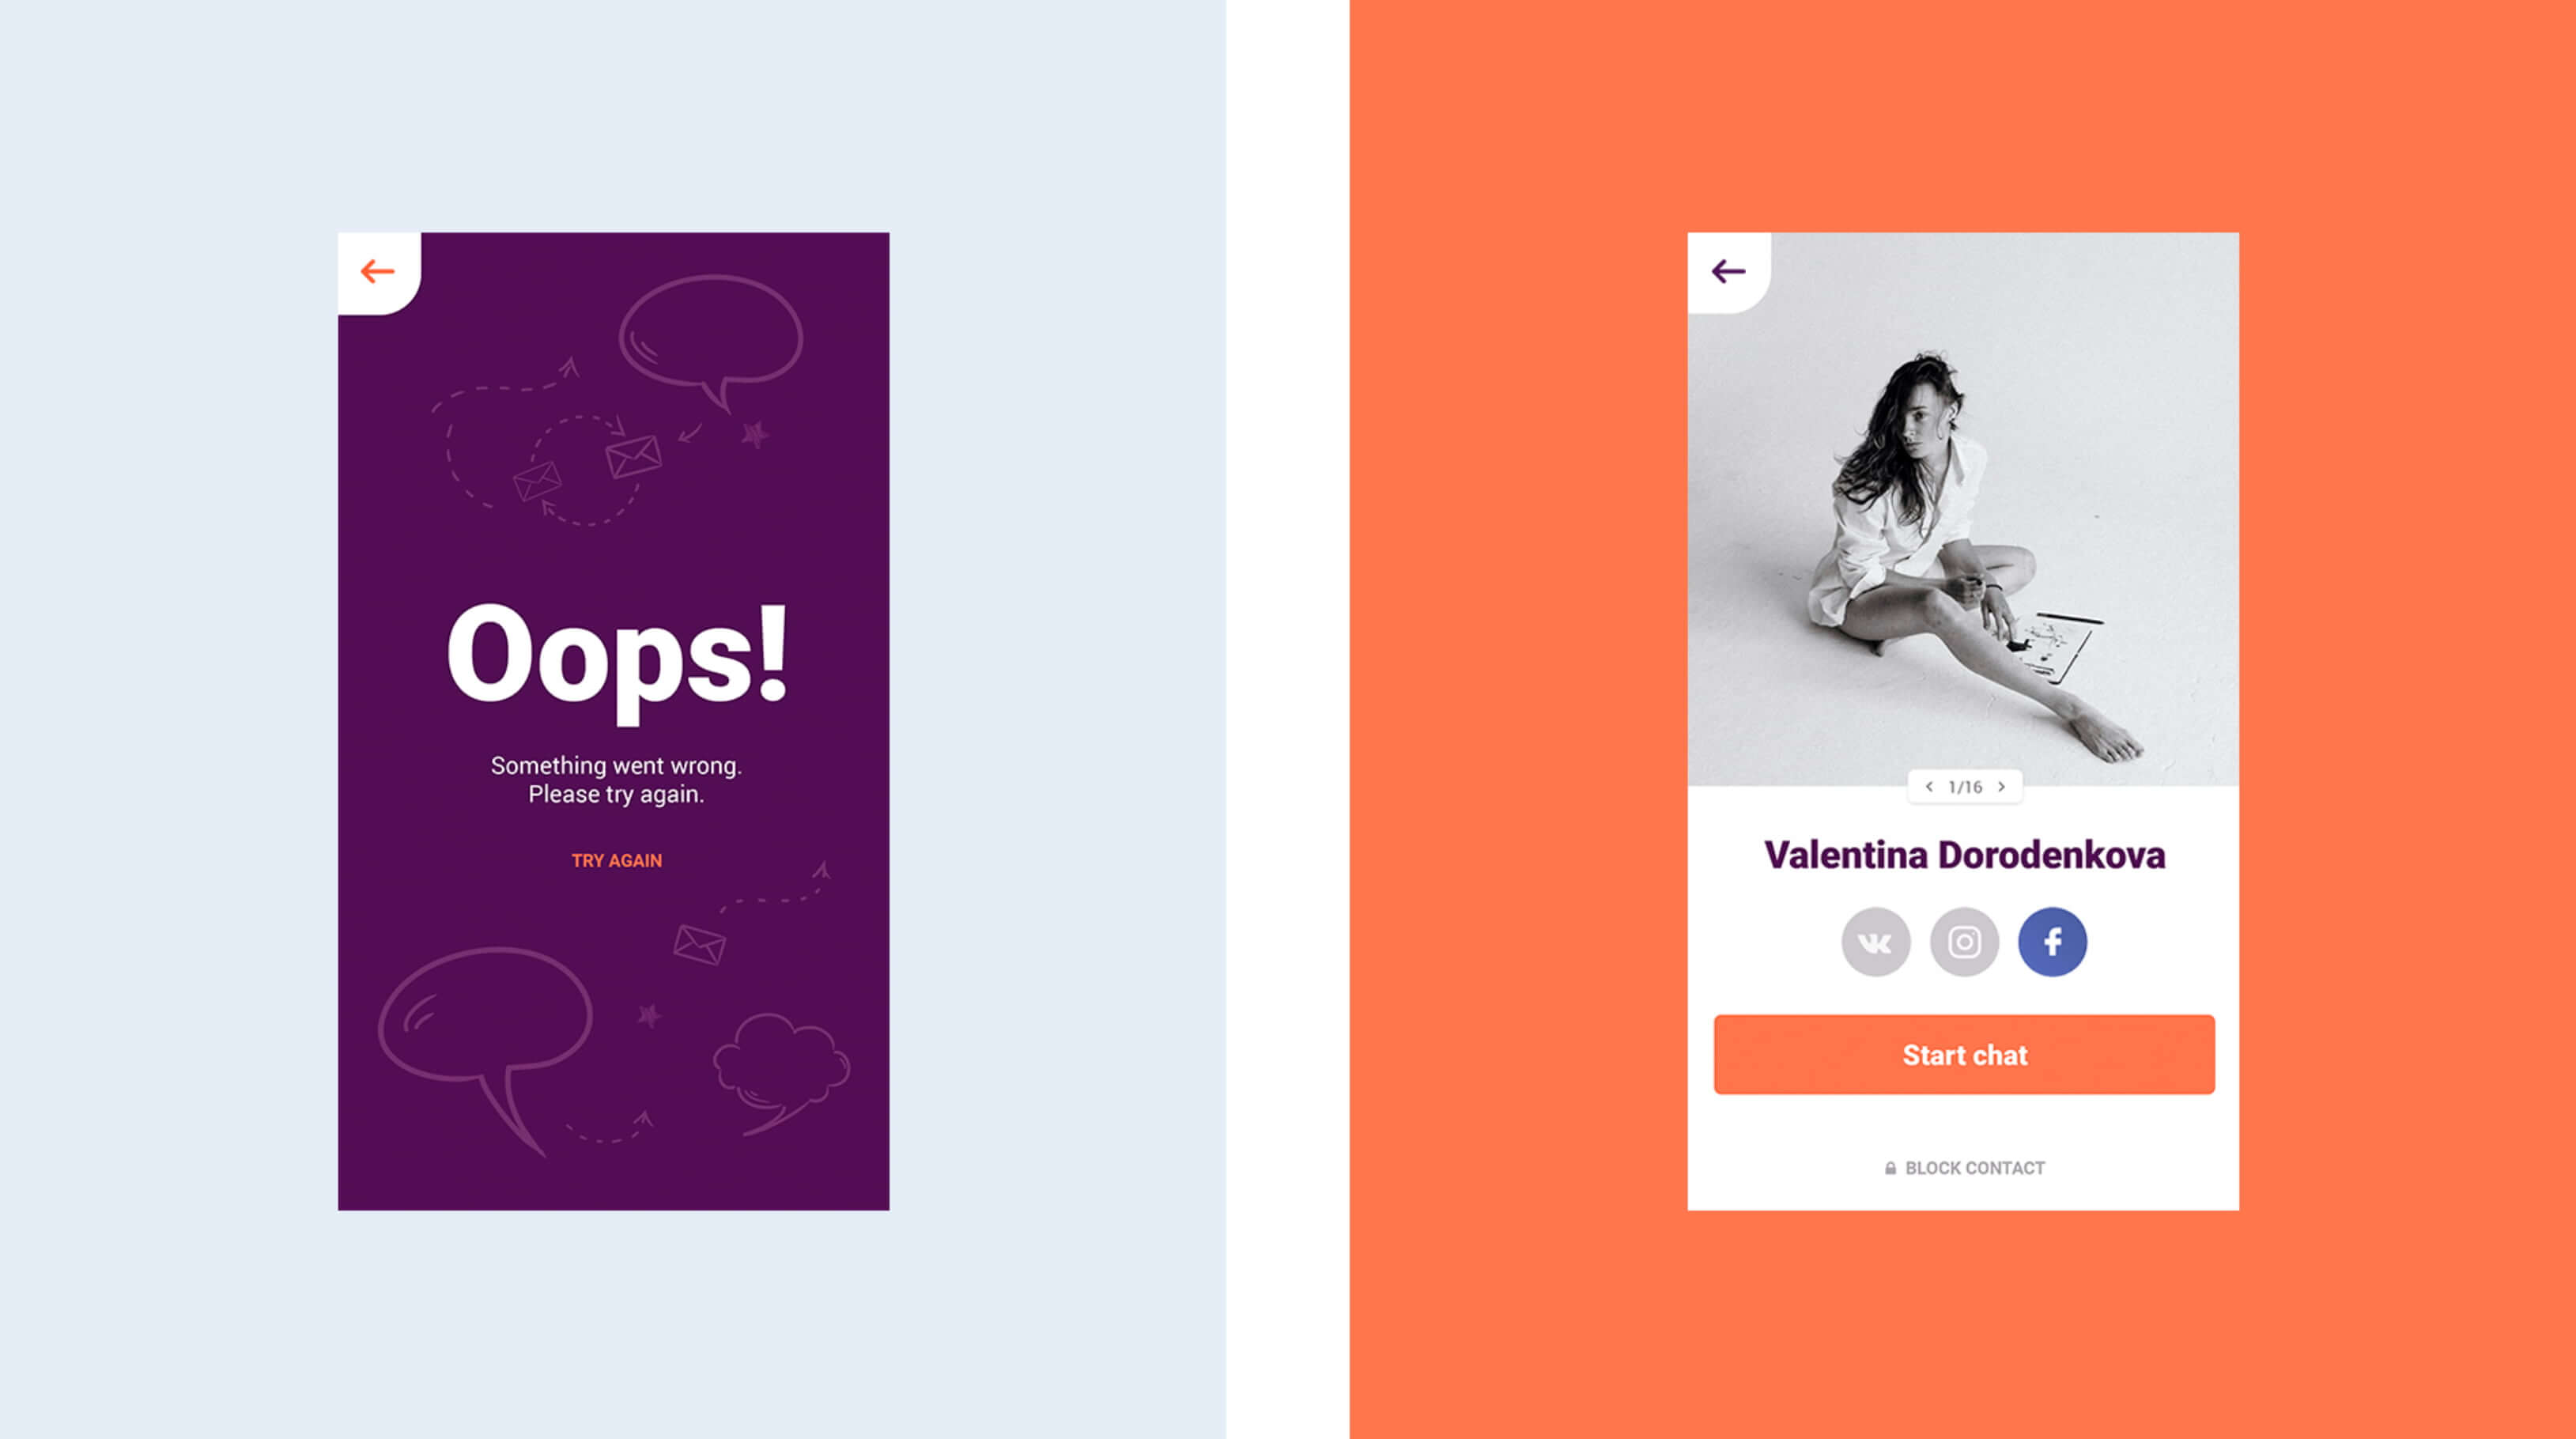 Oops!
Something went wrong.
Please try again.
TRY AGAIN
1/16
Valentina Dorodenkova
Start chat
BLOCK CONTACT